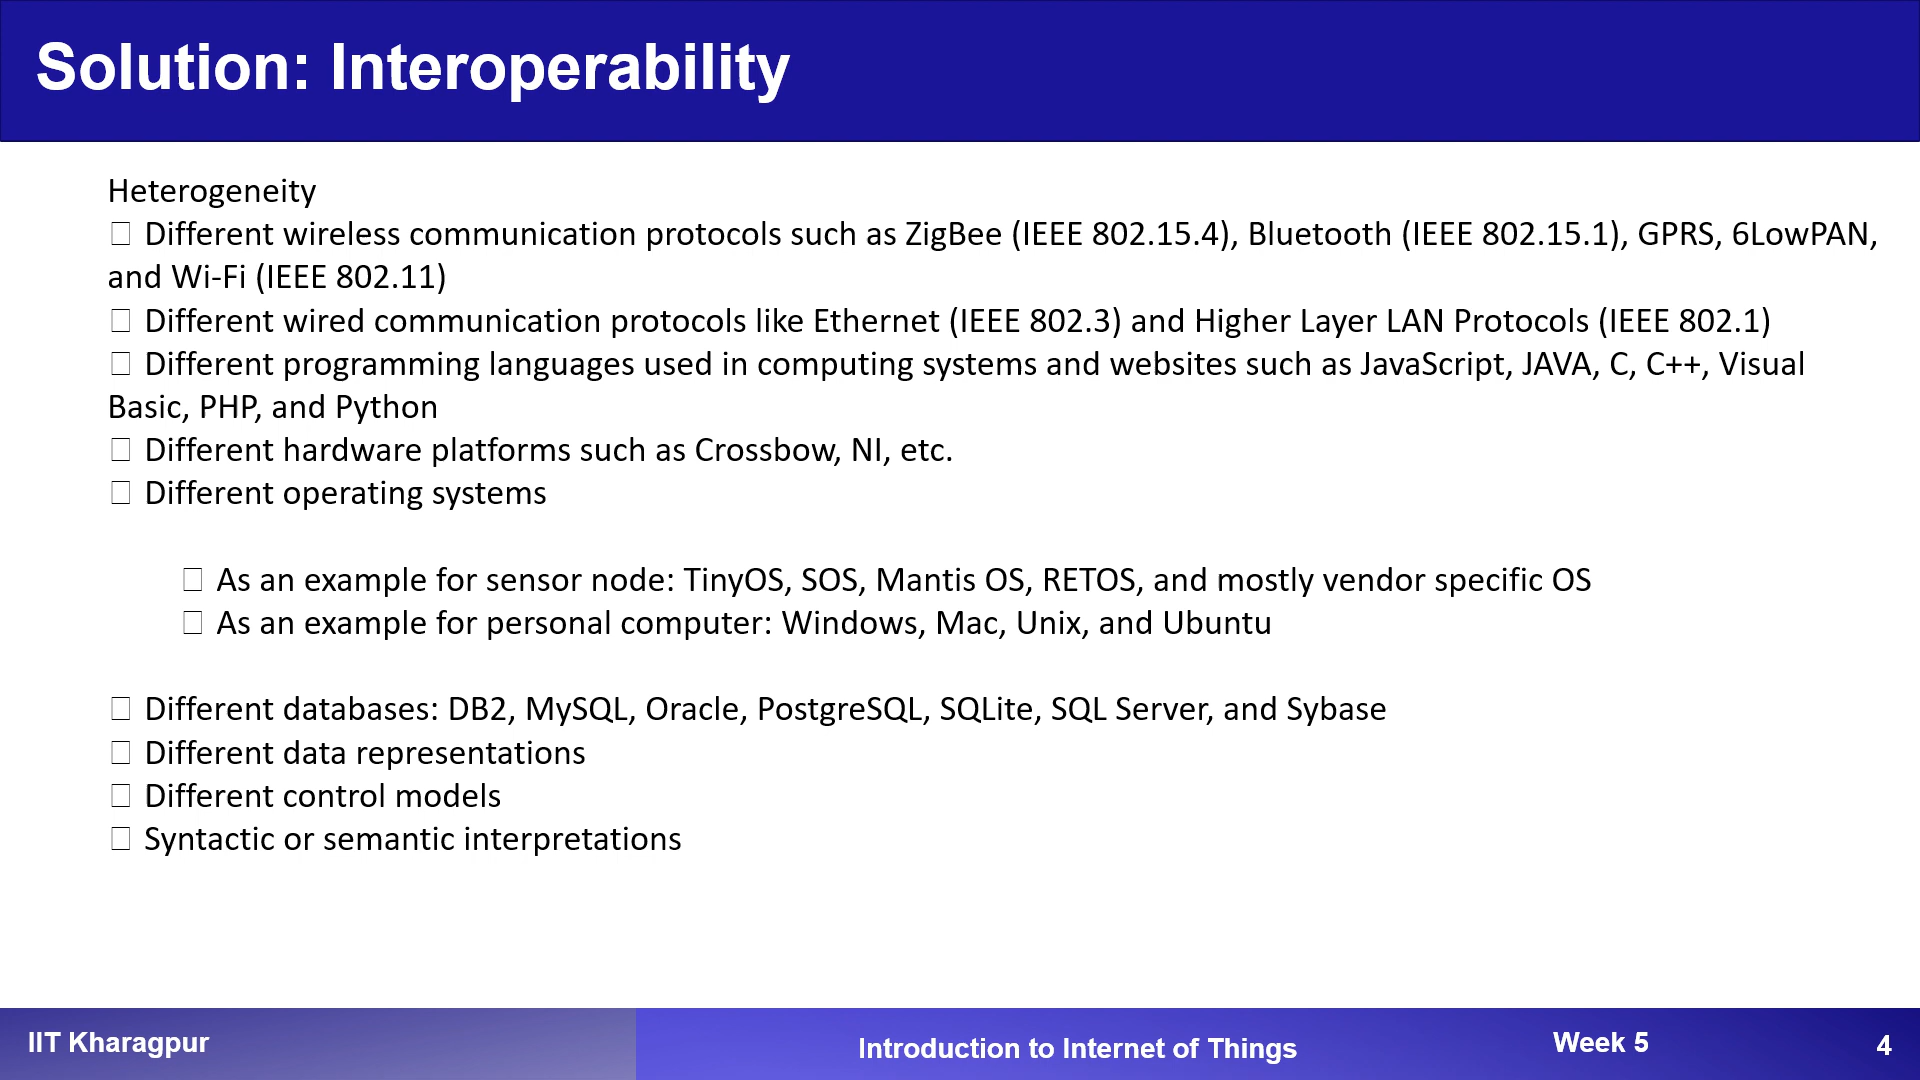 Solution: Interoperability
Heterogeneity
□ Different wireless communication protocols such as ZigBee (IEEE 802.15.4), Bluetooth (IEEE 802.15.1), GPRS, 6LowPAN,
and Wi-Fi (IEEE 802.11)
□ Different wired communication protocols like Ethernet (IEEE 802.3) and Higher Layer LAN Protocols (IEEE 802.1)
□ Different programming languages used in computing systems and websites such as JavaScript, JAVA, C, C++, Visual
Basic, PHP, and Python
□ Different hardware platforms such as Crossbow, NI, etc.
□ Different operating systems
□ As an example for sensor node: TinyOS, SOS, Mantis OS, RETOS, and mostly vendor specific OS
□ As an example for personal computer: Windows, Mac, Unix, and Ubuntu
□ Different databases: DB2, MySQL, Oracle, PostgreSQL, SQLite, SQL Server, and Sybase
□ Different data representations
□ Different control models
□ Syntactic or semantic interpretations
IIT Kharagpur
Introduction to Internet of Things
Week 5
4